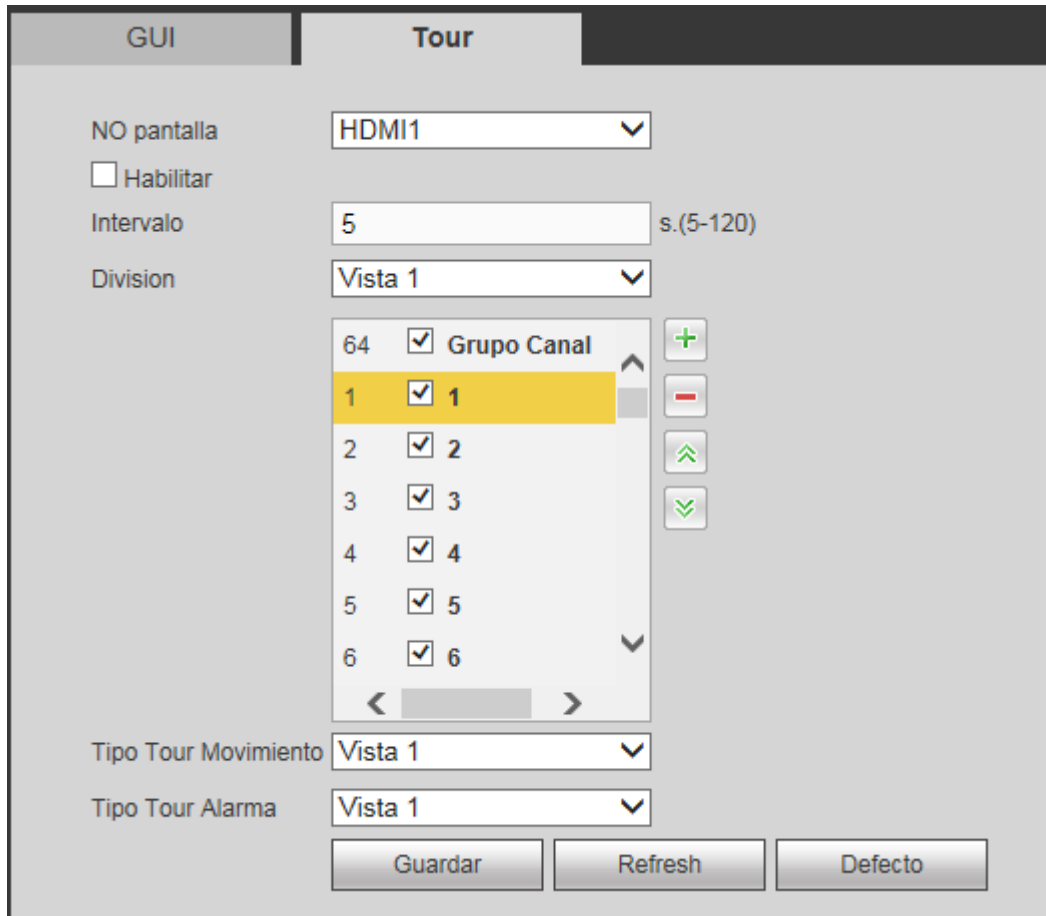 GUI Tour
NO pantalla HDMI1
Habilitar
Intervalo 5 s.(5-120)
Division Vista 1
64 Grupo Canal
1 1
2 2
3 3
4 4
5 5
6 6
Tipo Tour Movimiento Vista 1
Tipo Tour Alarma Vista 1
Guardar Refresh Defecto